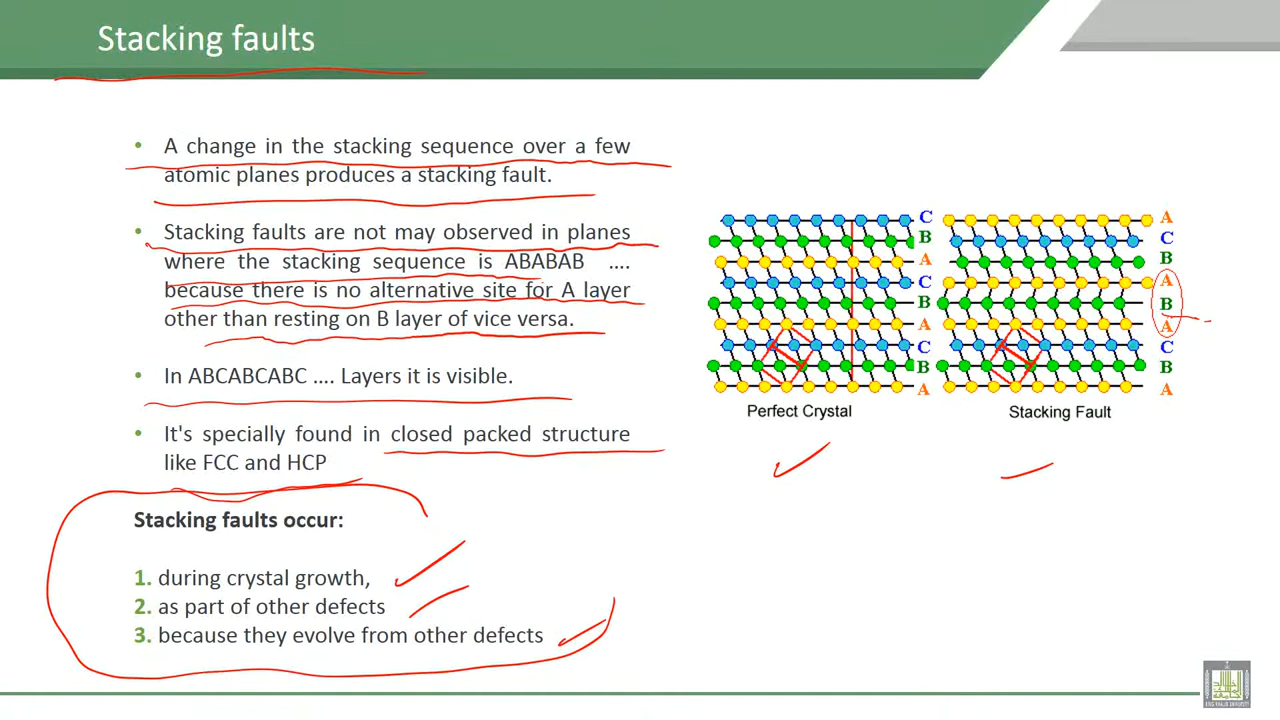 Stacking faults
• A change in the stacking sequence over a few
atomic planes produces a stacking fault.
• Stacking faults are not may observed in planes
where the stacking sequence is ABABAB ....
because there is no alternative site for A layer
other than resting on B layer of vice versa.
• In ABCABCABC .... Layers it is visible.
• It's specially found in closed packed structure
like FCC and HCP
Stacking faults occur:
1. during crystal growth,
2. as part of other defects
3. because they evolve from other defects
C
B
A
C
B
A
C
B
A
Perfect Crystal
A
C
B
A
B
A
C
B
A
Stacking Fault